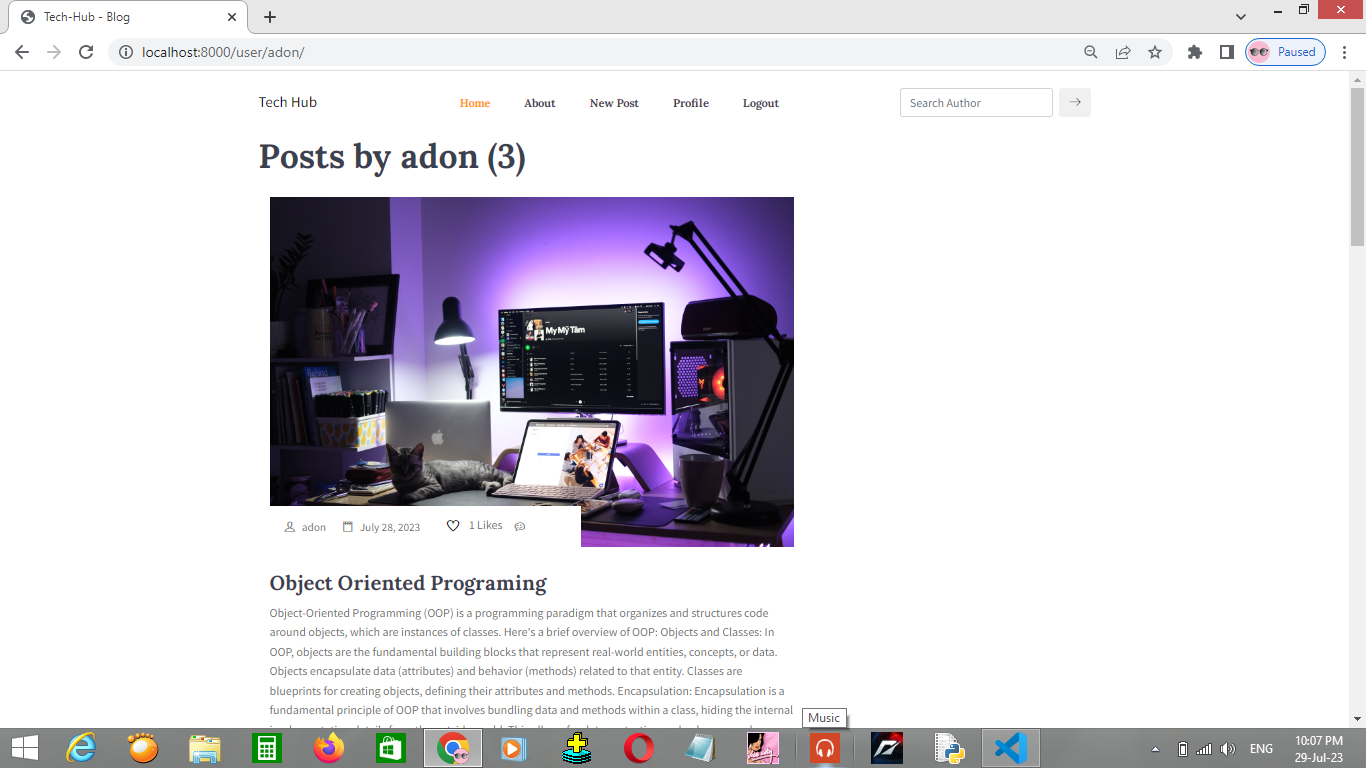 Tech-Hub - Blog
localhost:8000/user/adon/
Paused
Tech Hub
Home
About
New Post
Profile
Logout
Search Author
Posts by adon (3)
My Mỹ Tâm
Behind
adon
July 28, 2023
1 Likes
Object Oriented Programing
Object-Oriented Programming (OOP) is a programming paradigm that organizes and structures code
around objects, which are instances of classes. Here's a brief overview of OOP: Objects and Classes: In
OOP, objects are the fundamental building blocks that represent real-world entities, concepts, or data.
Objects encapsulate data (attributes) and behavior (methods) related to that entity. Classes are
blueprints for creating objects, defining their attributes and methods. Encapsulation: Encapsulation is a
fundamental principle of OOP that involves bundling data and methods within a class, hiding the internal
Music
ENG
10:07 PM
29-Jul-23